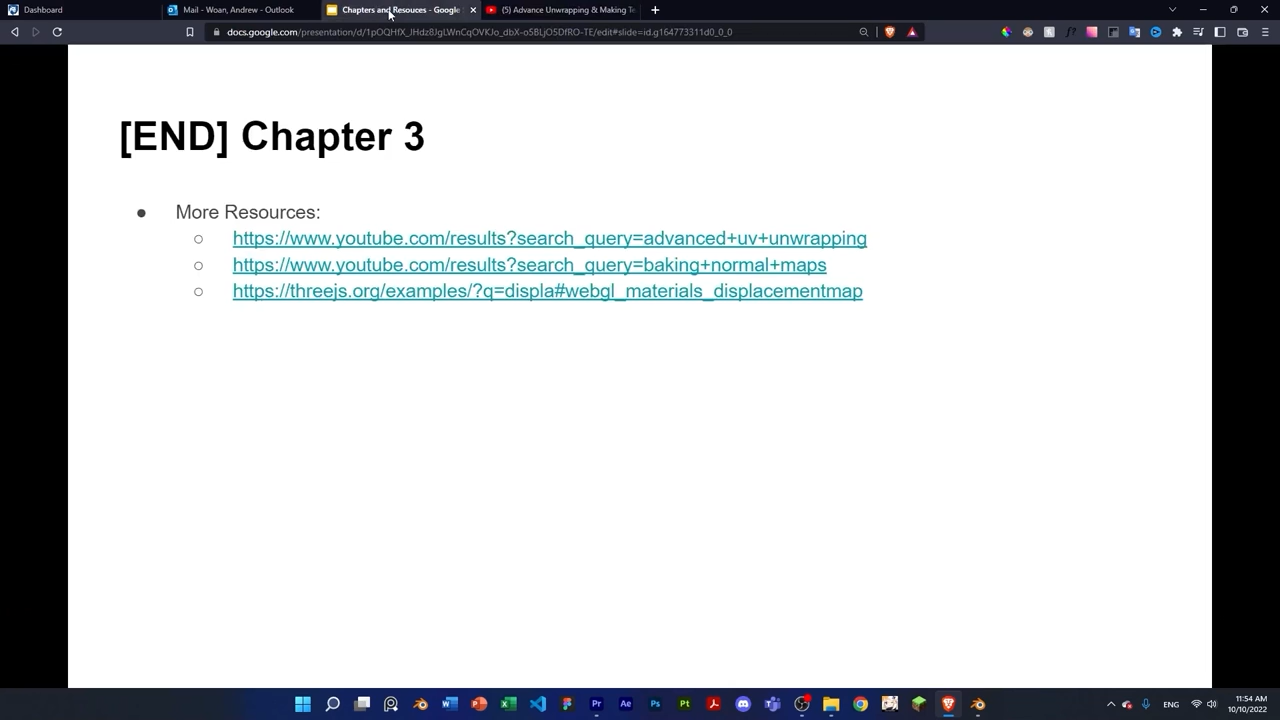 Dashboard
Mail - Woan, Andrew - Outlook
Chapters and Resouces - Google
(5) Advance Unwrapping & Making Te
docs.google.com/presentation/d/1pOQHfX_JHdz8JgLWnCqOVKJo_dbX-o5BLjO5DfRO-TE/edit#slide=id.g164773311d0_0_0
[END] Chapter 3
● More Resources:
○ https://www.youtube.com/results?search_query=advanced+uv+unwrapping
○ https://www.youtube.com/results?search_query=baking+normal+maps
○ https://threejs.org/examples/?q=displa#webgl_materials_displacementmap
ENG
11:54 AM
10/10/2022